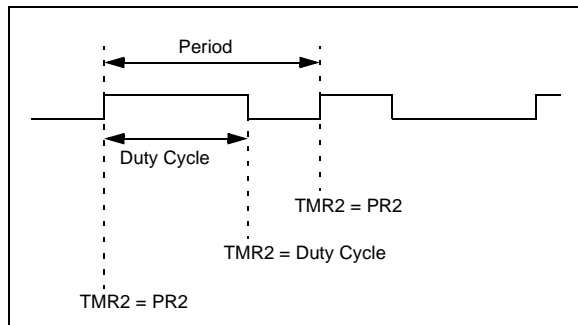 Period
Duty Cycle
TMR2 = PR2
TMR2 = Duty Cycle
TMR2 = PR2